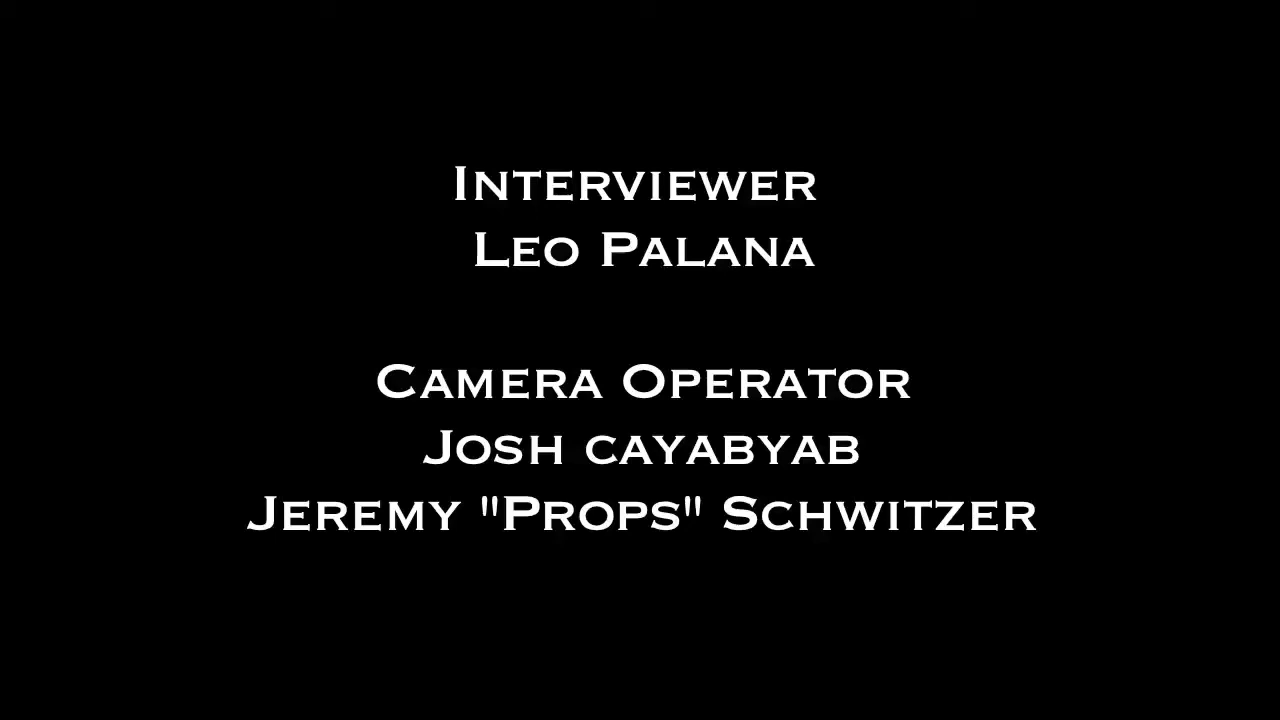 Interviewer
Leo Palana
Camera Operator
Josh cayabyab
Jeremy "Props" Schwitzer